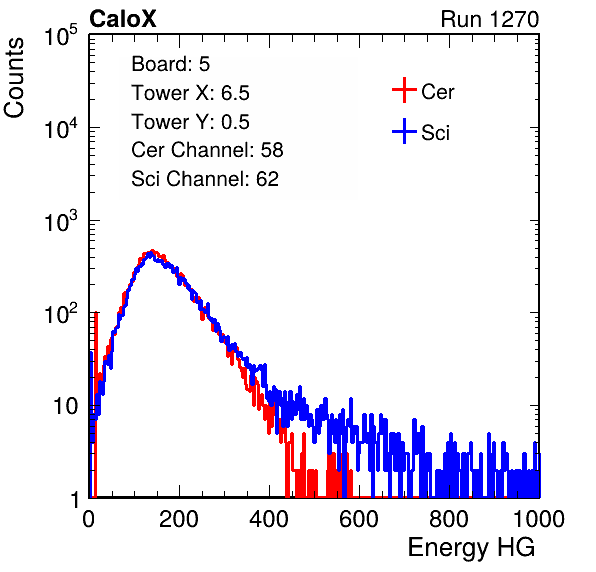 CaloX Run 1270
Counts
Board: 5
Tower X: 6.5
Tower Y: 0.5
Cer Channel: 58
Sci Channel: 62
Cer
Sci
10^5
10^4
10^3
10^2
10
1
0 200 400 600 800 1000
Energy HG